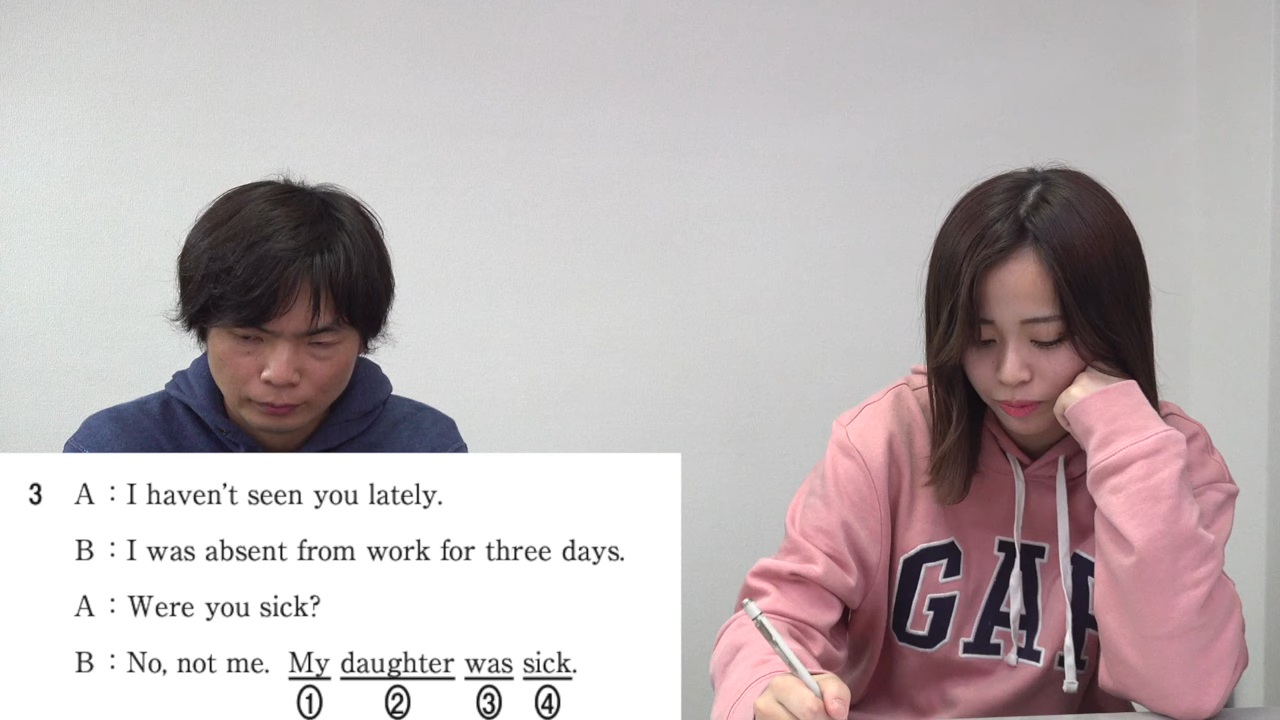 3 A : I haven't seen you lately.
B : I was absent from work for three days.
A : Were you sick?
B : No, not me. My daughter was sick.
① ② ③ ④
GAP